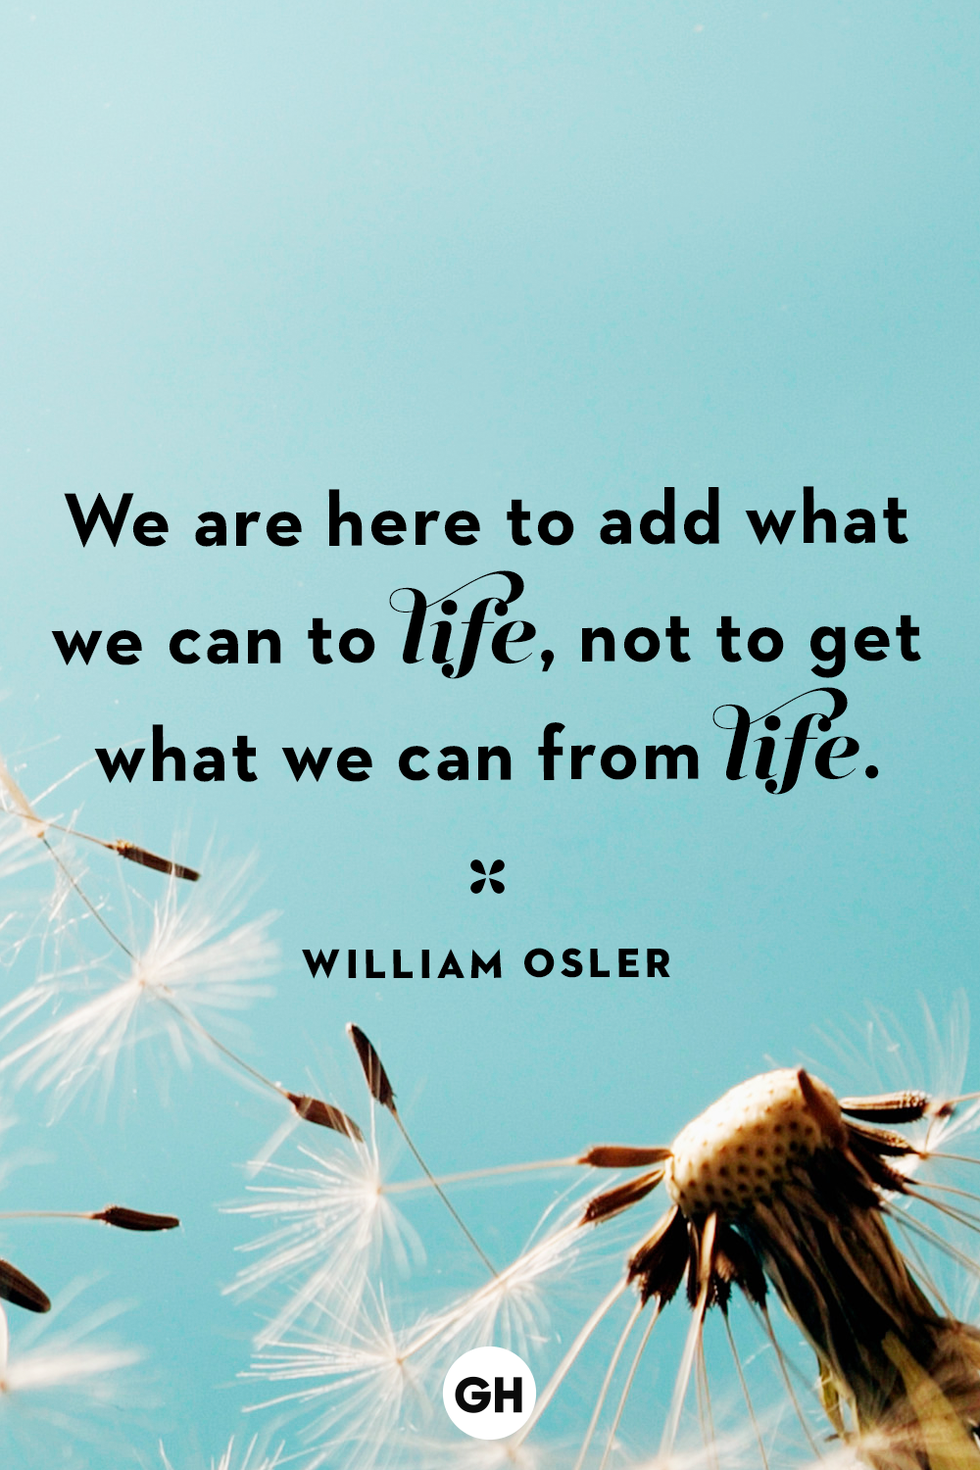 We are here to add what
we can to life, not to get
what we can from life.
WILLIAM OSLER
GH